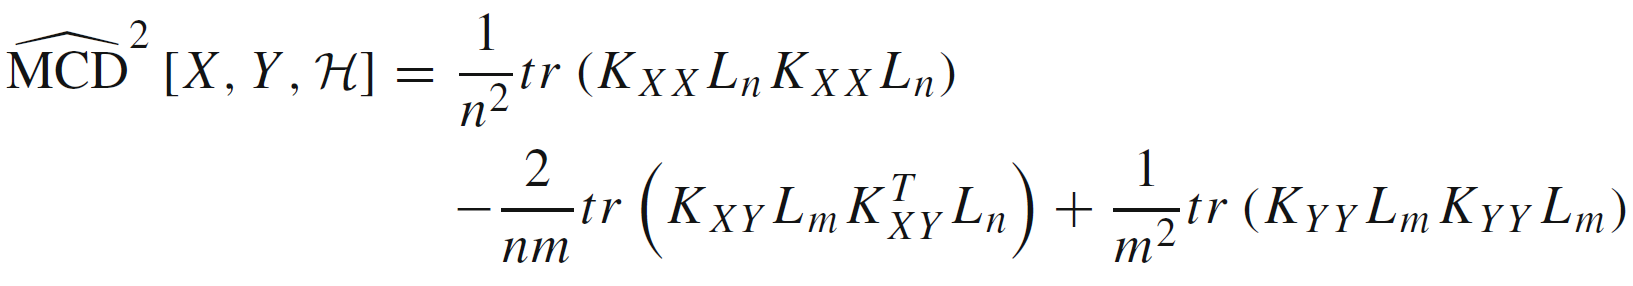 $\widehat{\mathrm{MCD}}^2 [X, Y, \mathcal{H}] = \frac{1}{n^2} tr \left( K_{XX} L_n K_{XX} L_n \right)$
$- \frac{2}{nm} tr \left( K_{XY} L_m K_{XY}^T L_n \right) + \frac{1}{m^2} tr \left( K_{YY} L_m K_{YY} L_m \right)$